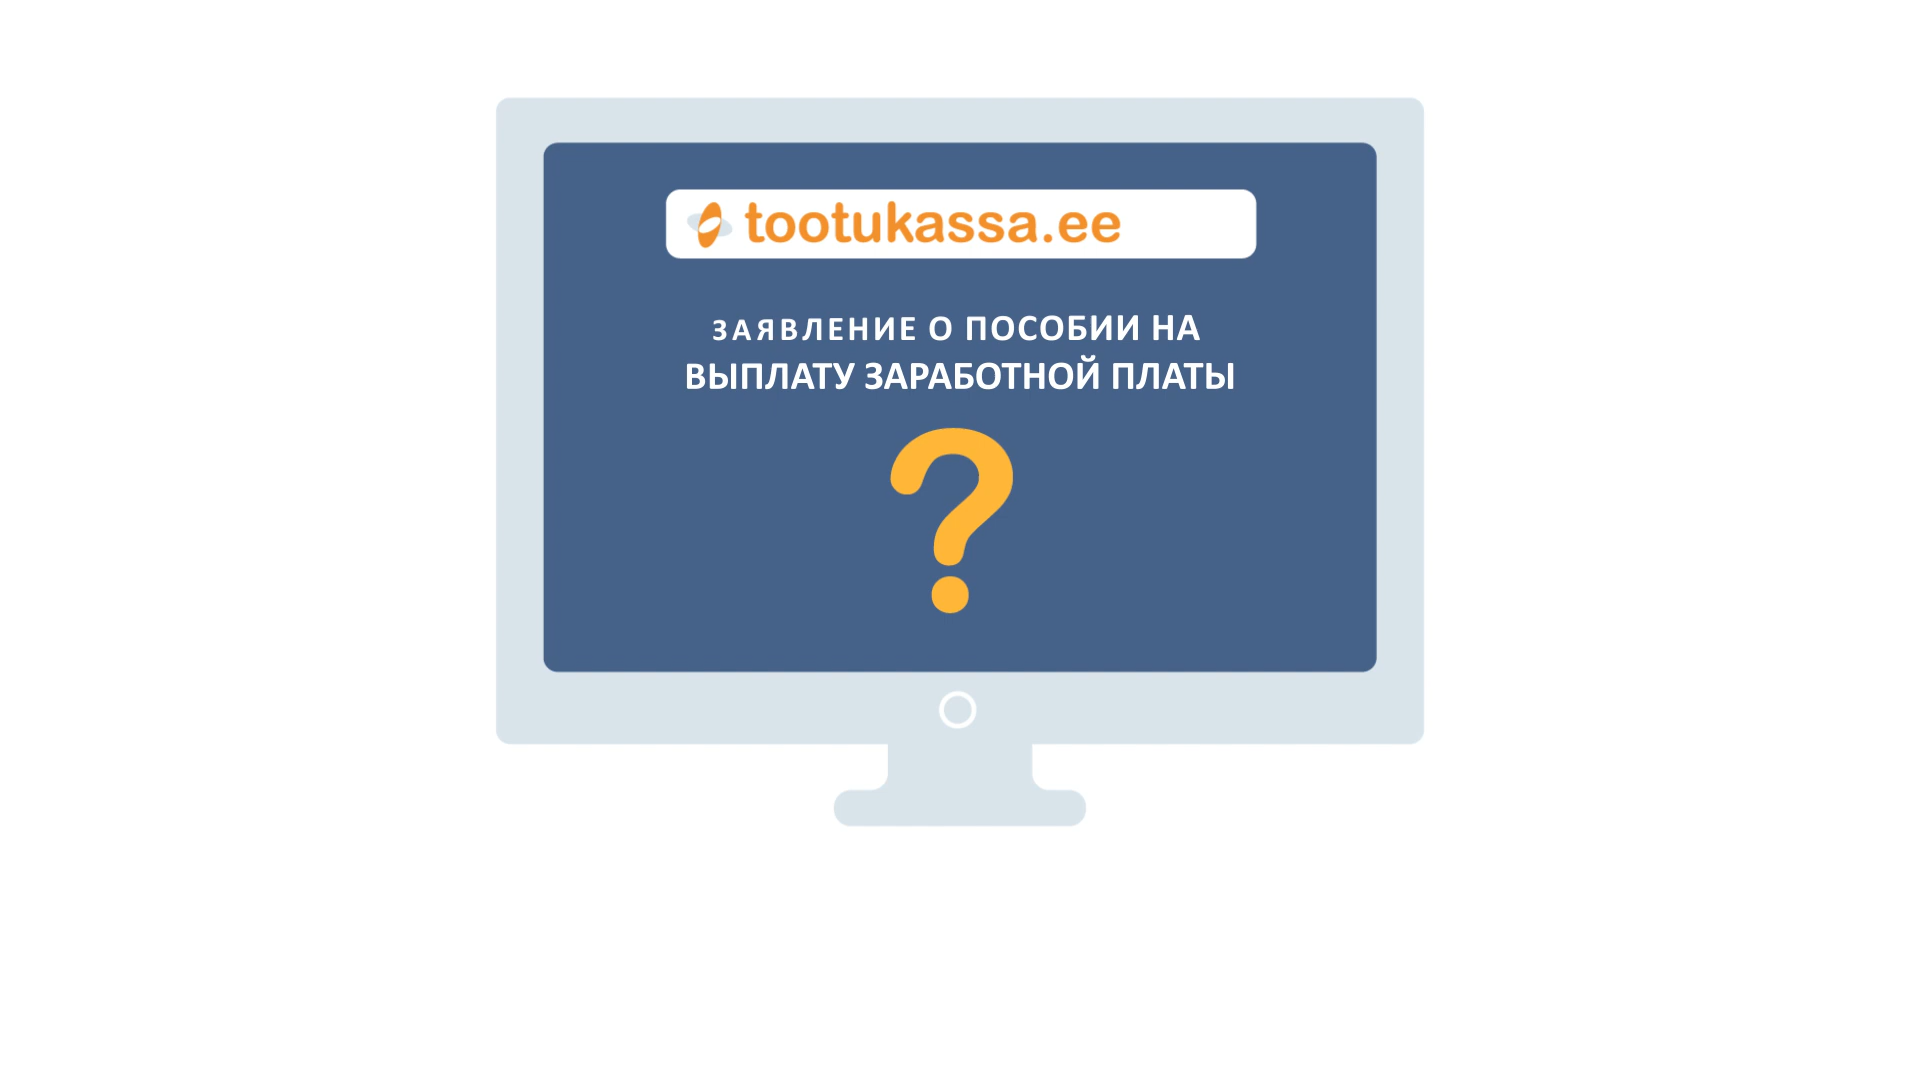 tootukassa.ee
ЗАЯВЛЕНИЕ О ПОСОБИИ НА
ВЫПЛАТУ ЗАРАБОТНОЙ ПЛАТЫ
?